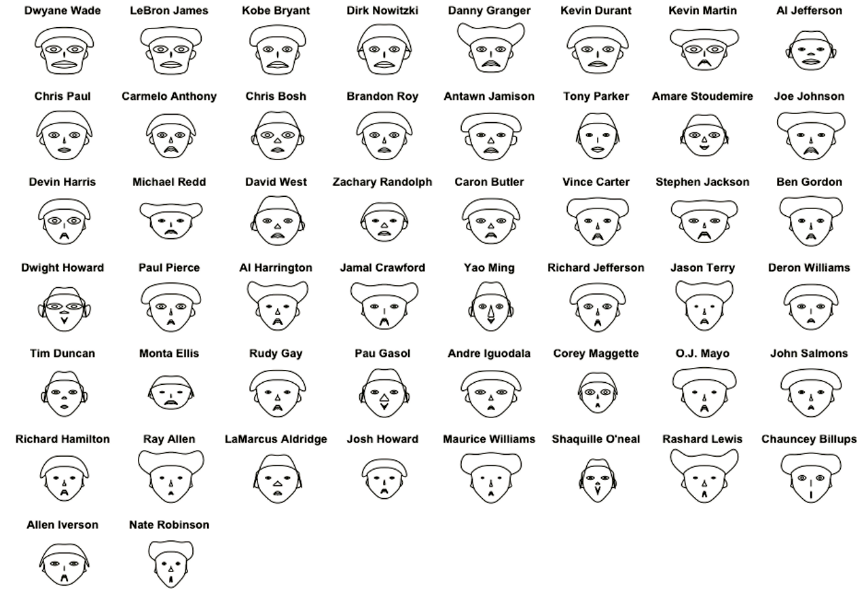 Dwyane Wade LeBron James Kobe Bryant Dirk Nowitzki Danny Granger Kevin Durant Kevin Martin Al Jefferson
Chris Paul Carmelo Anthony Chris Bosh Brandon Roy Antawn Jamison Tony Parker Amare Stoudemire Joe Johnson
Devin Harris Michael Redd David West Zachary Randolph Caron Butler Vince Carter Stephen Jackson Ben Gordon
Dwight Howard Paul Pierce Al Harrington Jamal Crawford Yao Ming Richard Jefferson Jason Terry Deron Williams
Tim Duncan Monta Ellis Rudy Gay Pau Gasol Andre Iguodala Corey Maggette O.J. Mayo John Salmons
Richard Hamilton Ray Allen LaMarcus Aldridge Josh Howard Maurice Williams Shaquille O'neal Rashard Lewis Chauncey Billups
Allen Iverson Nate Robinson